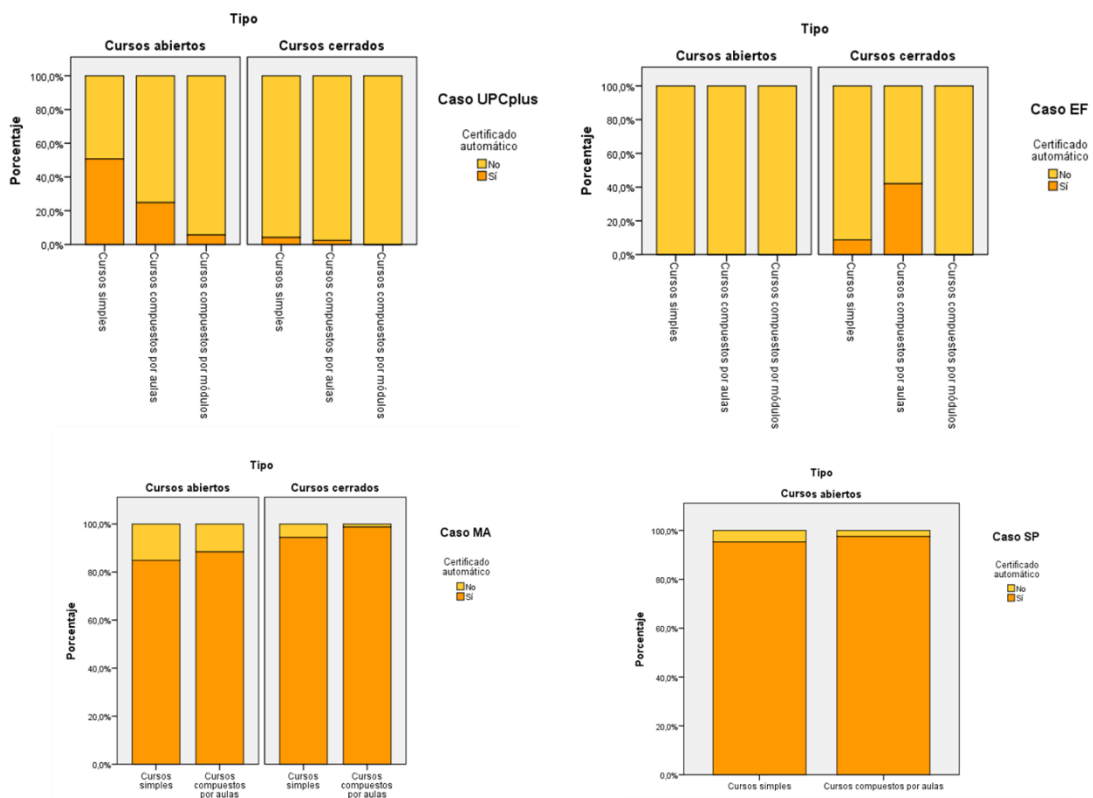 Tipo
Cursos abiertos Cursos cerrados
100,0%
80,0%
60,0%
40,0%
20,0%
0,0%
Porcentaje
Cursos simples
Cursos compuestos por aulas
Cursos compuestos por módulos
Cursos simples
Cursos compuestos por aulas
Cursos compuestos por módulos
Caso UPCplus
Certificado
automático
No
Sí
Tipo
Cursos abiertos Cursos cerrados
100,0%
80,0%
60,0%
40,0%
20,0%
0,0%
Porcentaje
Cursos simples
Cursos compuestos por aulas
Cursos compuestos por módulos
Cursos simples
Cursos compuestos por aulas
Cursos compuestos por módulos
Caso EF
Certificado
automático
No
Sí
Tipo
Cursos abiertos Cursos cerrados
100,0%
80,0%
60,0%
40,0%
20,0%
0,0%
Porcentaje
Cursos
simples
Cursos
compuestos
por aulas
Cursos
simples
Cursos
compuestos
por aulas
Caso MA
Certificado
automático
No
Sí
Tipo
Cursos abiertos
100,0%
80,0%
60,0%
40,0%
20,0%
0,0%
Porcentaje
Cursos simples
Cursos compuestos por aulas
Caso SP
Certificado
automático
No
Sí